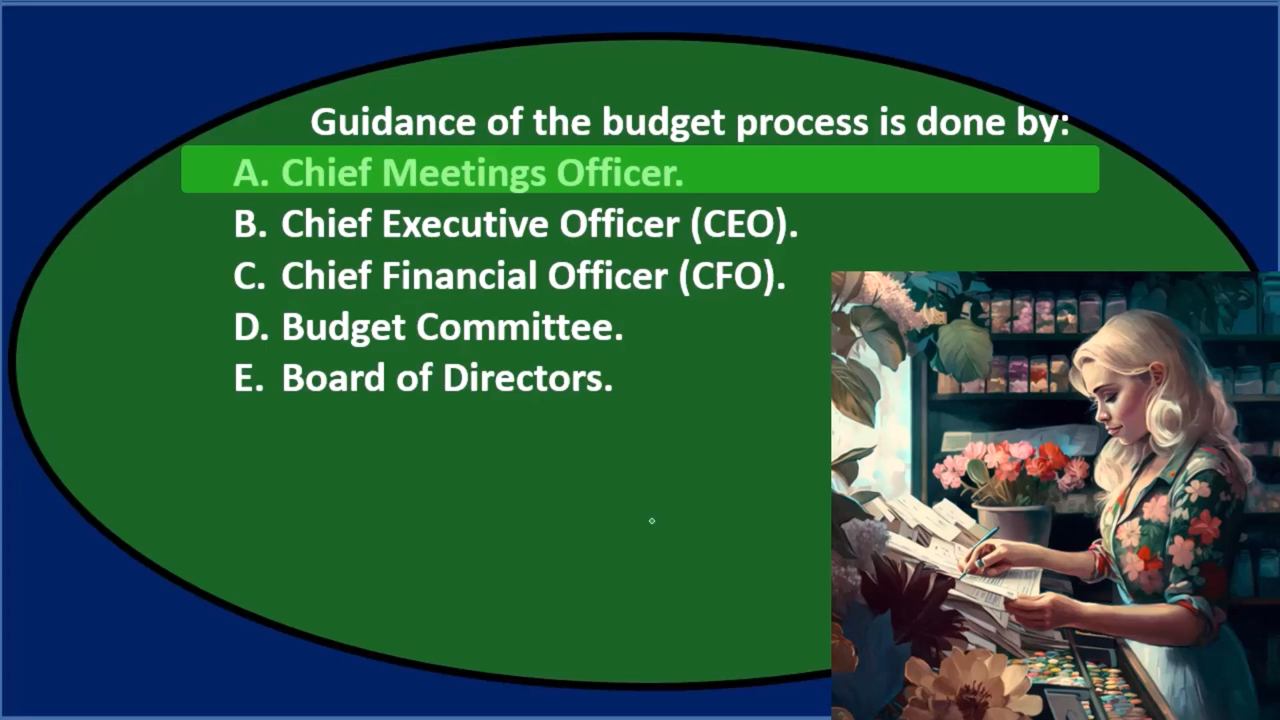 Guidance of the budget process is done by:
A. Chief Meetings Officer.
B. Chief Executive Officer (CEO).
C. Chief Financial Officer (CFO).
D. Budget Committee.
E. Board of Directors.